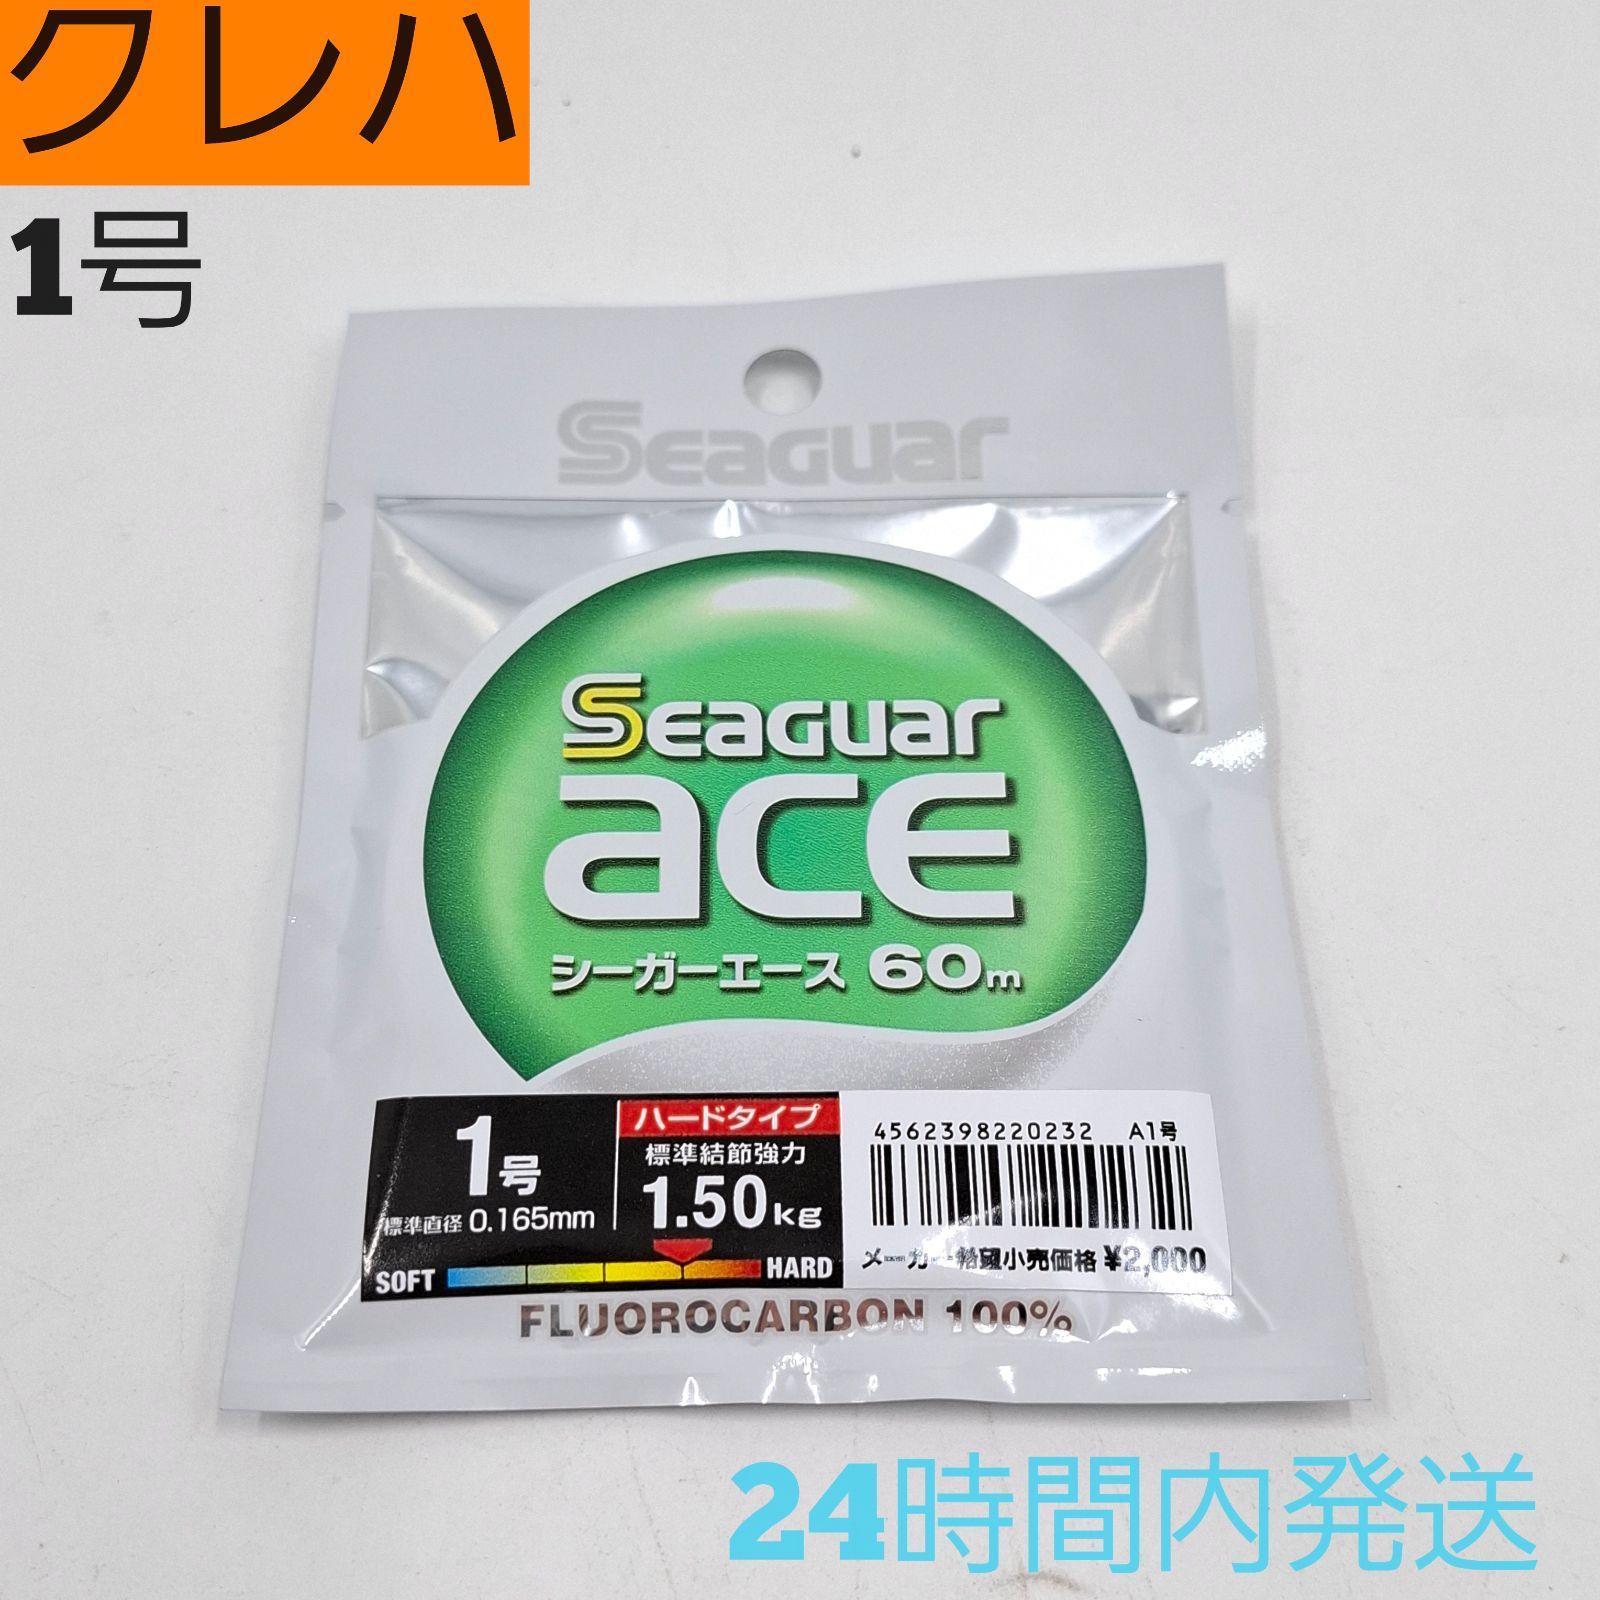 クレハ
1号
Seaguar
Seaguar
ace
シーガーエース 60m
1号
標準直径 0.165mm
ハードタイプ
標準結節強力
1.50kg
SOFT
HARD
4562398220232 A1号
メーカー希望小売価格 ¥2,000
FLUOROCARBON 100%
24時間内発送